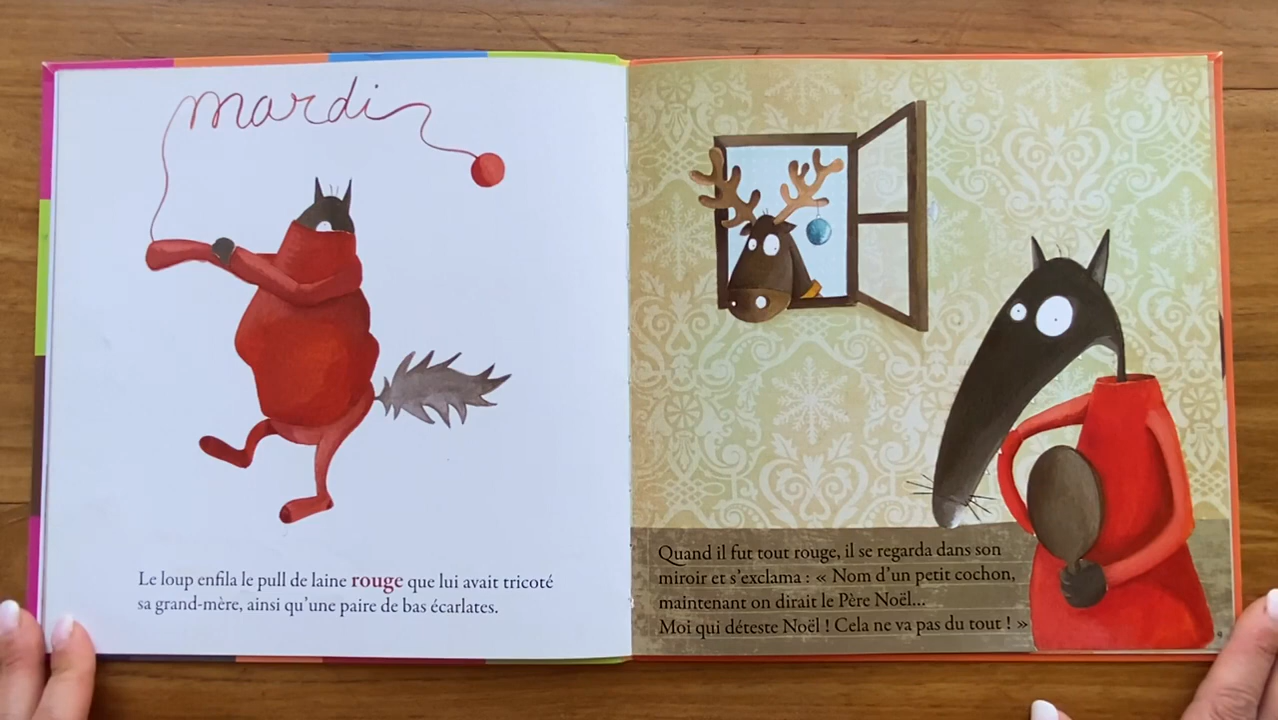 mardi
Le loup enfila le pull de laine rouge que lui avait tricoté
sa grand-mère, ainsi qu'une paire de bas écarlates.
Quand il fut tout rouge, il se regarda dans son
miroir et s'exclama : « Nom d'un petit cochon,
maintenant on dirait le Père Noël...
Moi qui déteste Noël ! Cela ne va pas du tout ! »